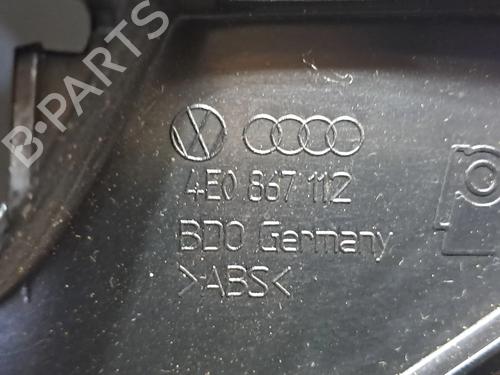 B-PARTS
4E0 867 112
BDO Germany
>ABS<